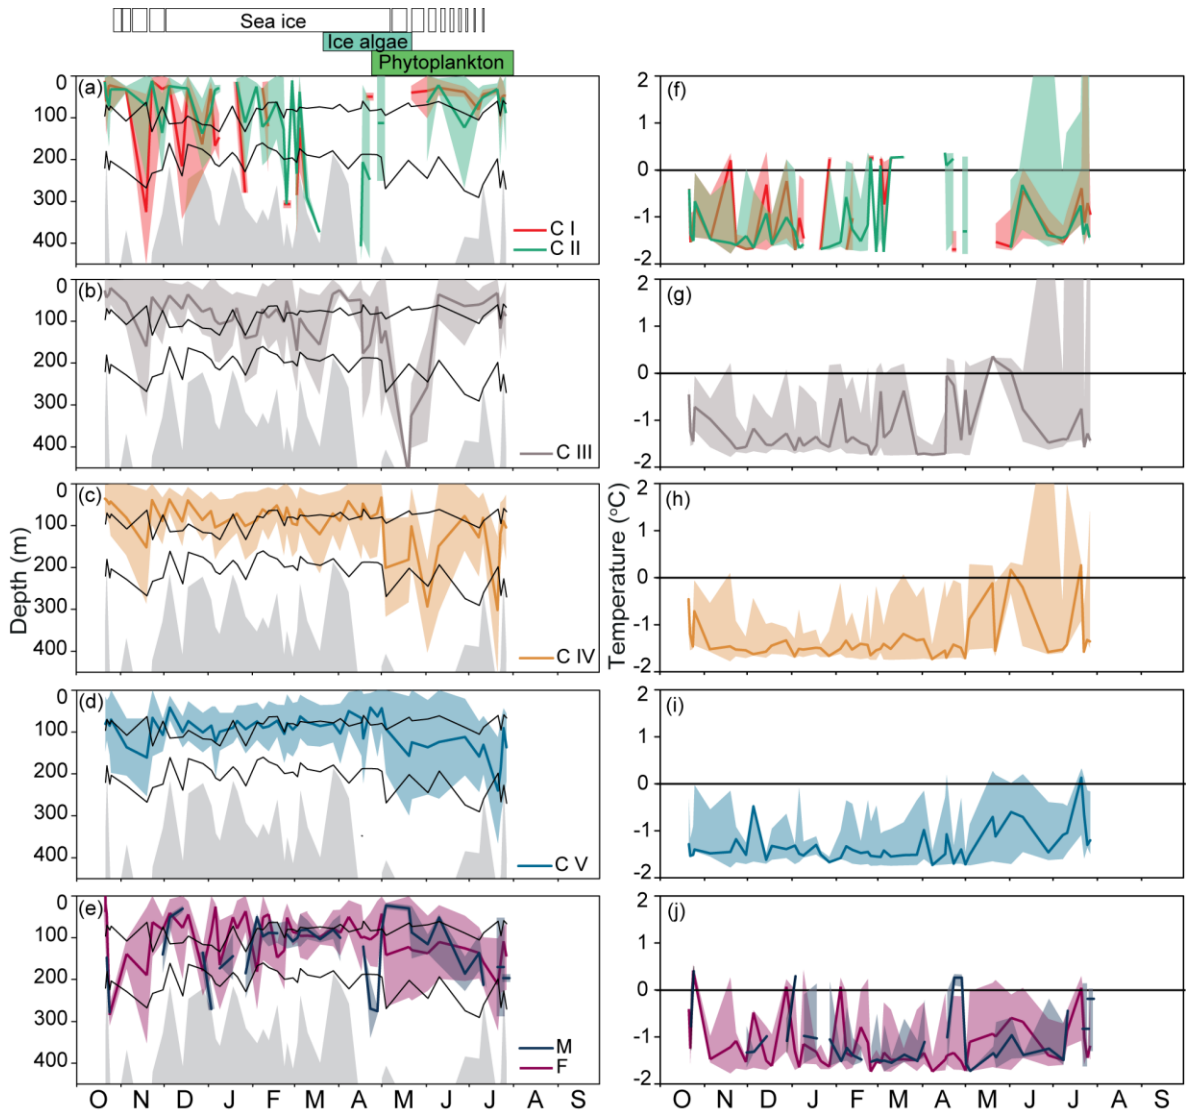 Sea ice
Ice algae
Phytoplankton
(a)
0
100
200
300
400
C I
C II
(f)
2
1
0
-1
-2
(b)
0
100
200
300
400
C III
(g)
2
1
0
-1
-2
(c)
0
100
200
300
400
C IV
(h)
2
1
0
-1
-2
Depth (m)
Temperature (°C)
(d)
0
100
200
300
400
C V
(i)
2
1
0
-1
-2
(e)
0
100
200
300
400
M
F
(j)
2
1
0
-1
-2
O N D J F M A M J J A S
O N D J F M A M J J A S